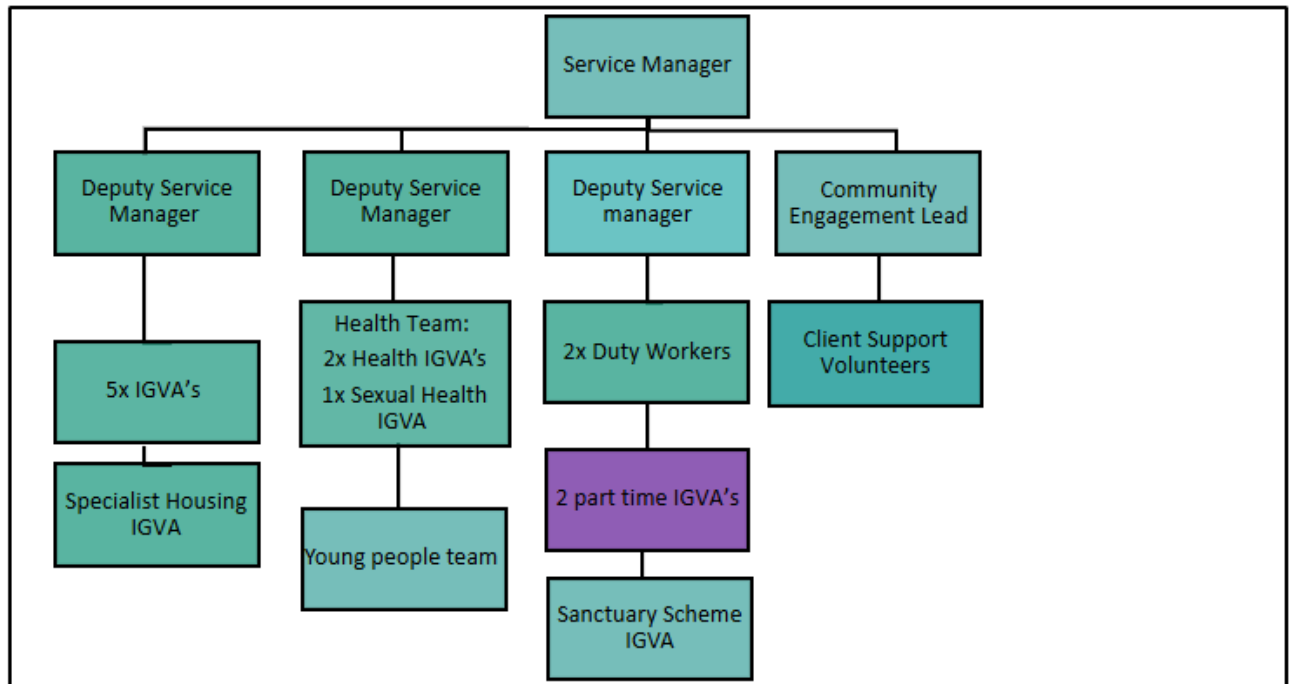 Service Manager
Deputy Service
Manager
Deputy Service
Manager
Deputy Service
manager
Community
Engagement Lead
5x IGVA’s
Health Team:
2x Health IGVA’s
1x Sexual Health
IGVA
2x Duty Workers
Client Support
Volunteers
Specialist Housing
IGVA
Young people team
2 part time IGVA’s
Sanctuary Scheme
IGVA